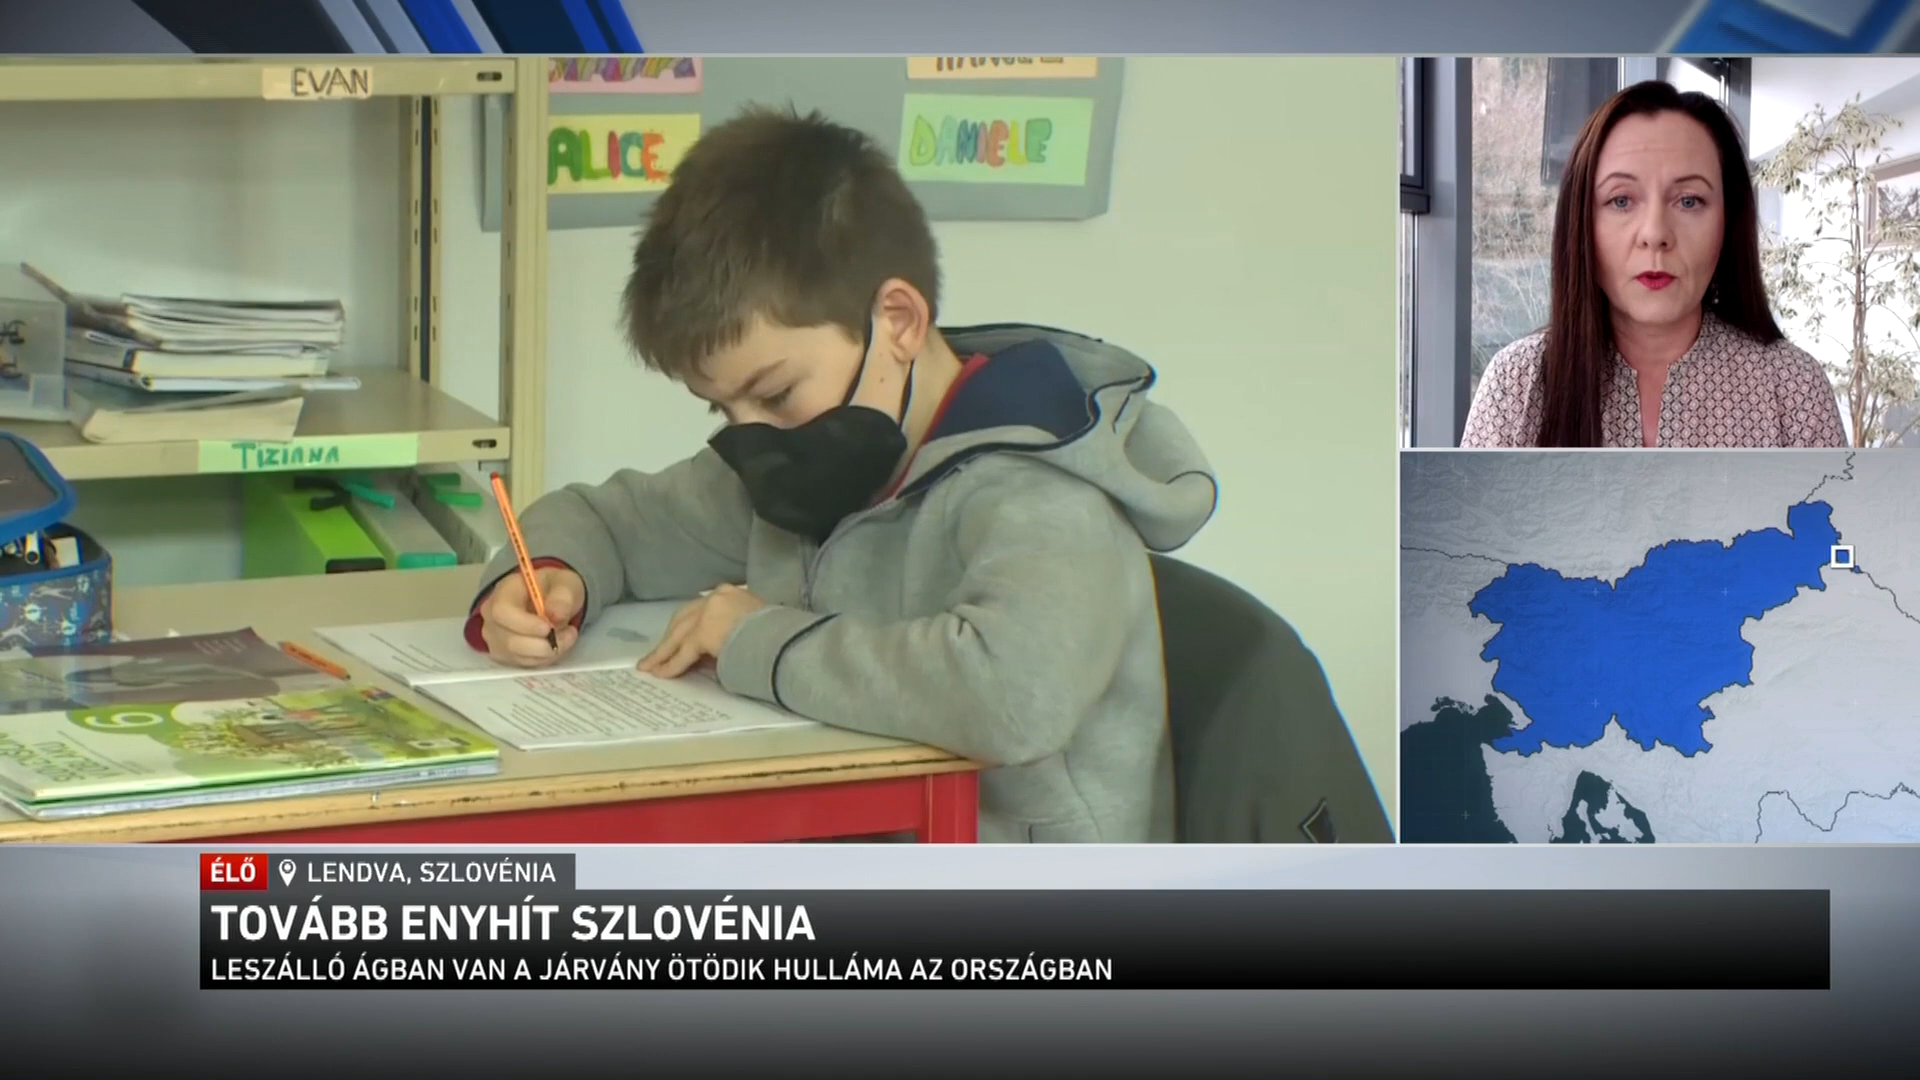 EVAN
ALICE
DANIELE
TIZIANA
ÉLŐ LENDVA, SZLOVÉNIA
TOVÁBB ENYHÍT SZLOVÉNIA
LESZÁLLÓ ÁGBAN VAN A JÁRVÁNY ÖTÖDIK HULLÁMA AZ ORSZÁGBAN